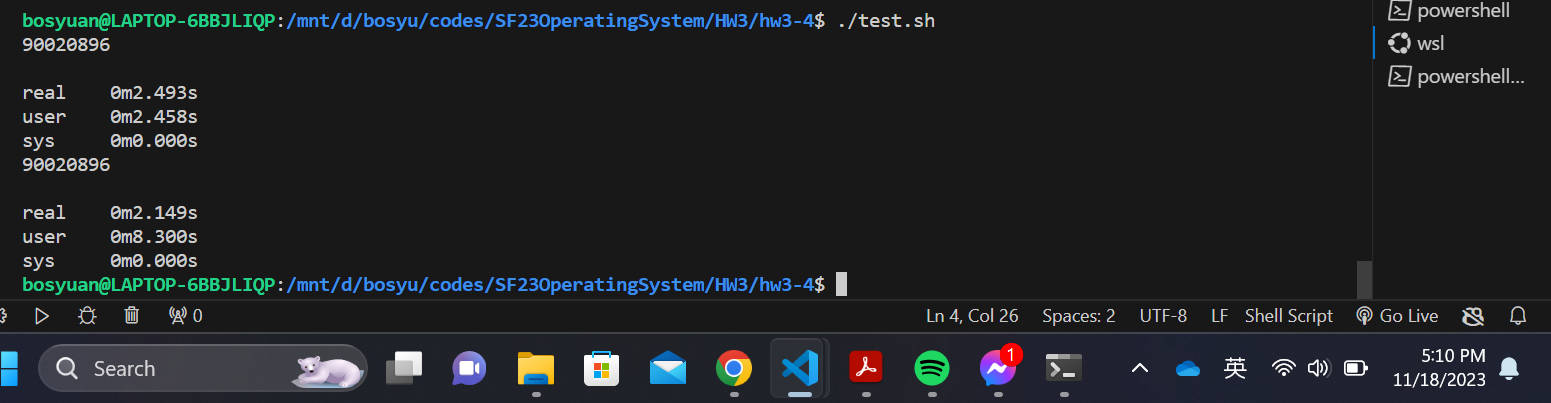 bosyuan@LAPTOP-6BBJLIQP:/mnt/d/bosyu/codes/SF23OperatingSystem/HW3/hw3-4$ ./test.sh
90020896
real 0m2.493s
user 0m2.458s
sys 0m0.000s
90020896
real 0m2.149s
user 0m8.300s
sys 0m0.000s
bosyuan@LAPTOP-6BBJLIQP:/mnt/d/bosyu/codes/SF23OperatingSystem/HW3/hw3-4$
powershell
wsl
powershell...
0 Ln 4, Col 26 Spaces: 2 UTF-8 LF Shell Script Go Live
Search
1
英
5:10 PM
11/18/2023